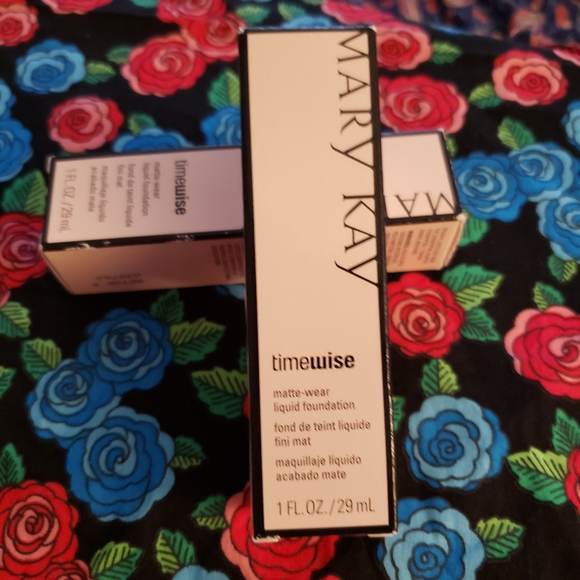 MARY KAY
timewise
matte-wear
liquid foundation
fond de teint liquide
fini mat
maquillaje líquido
acabado mate
1 FL.OZ./29 mL
MA
timewise
matte-wear
liquid foundation
fond de teint liquide
fini mat
maquillaje líquido
acabado mate
1 FL.OZ./29 mL